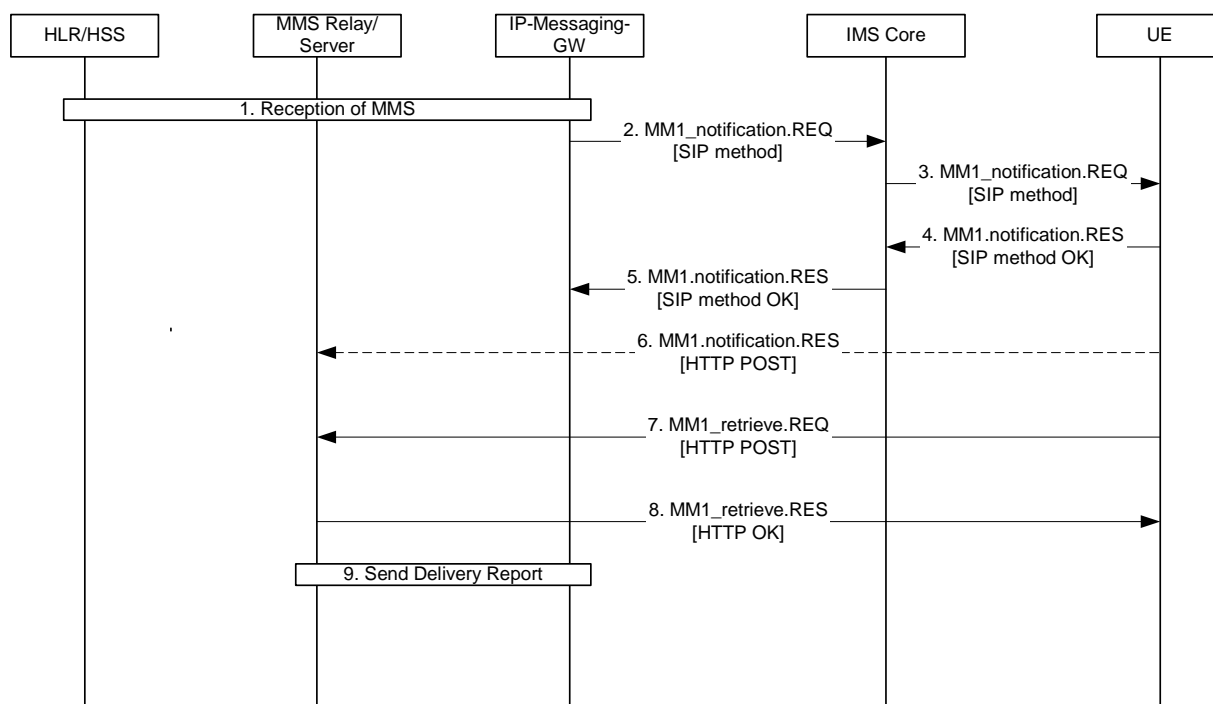 HLR/HSS
MMS Relay/
Server
IP-Messaging-
GW
IMS Core
UE
1. Reception of MMS
2. MM1_notification.REQ
[SIP method]
3. MM1_notification.REQ
[SIP method]
4. MM1.notification.RES
[SIP method OK]
5. MM1.notification.RES
[SIP method OK]
6. MM1.notification.RES
[HTTP POST]
7. MM1_retrieve.REQ
[HTTP POST]
8. MM1_retrieve.RES
[HTTP OK]
9. Send Delivery Report